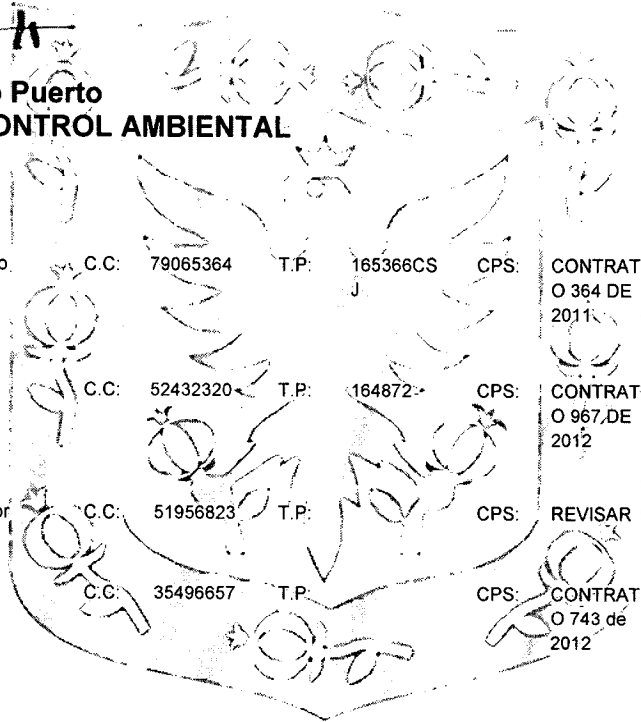 o Puerto
ONTROL AMBIENTAL
o C.C: 79065364 T.P: 165366CS CPS: CONTRAT
J O 364 DE
2011
C.C: 52432320 T.P: 164872 CPS: CONTRAT
O 967 DE
2012
or C.C: 51956823 T.P: CPS: REVISAR
C.C: 35496657 T.P: CPS: CONTRAT
O 743 de
2012